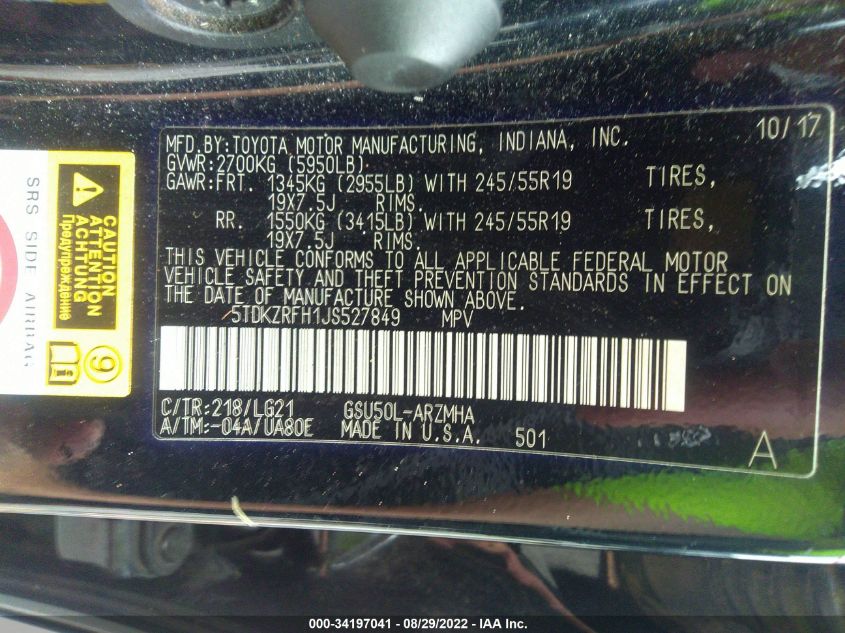 10/17
MFD.BY:TOYOTA MOTOR MANUFACTURING, INDIANA, INC.
GVWR:2700KG (5950LB)
GAWR:FRT. 1345KG (2955LB) WITH 245/55R19 TIRES,
19X7.5J RIMS.
RR. 1550KG (3415LB) WITH 245/55R19 TIRES,
19X7.5J RIMS.
THIS VEHICLE CONFORMS TO ALL APPLICABLE FEDERAL MOTOR
VEHICLE SAFETY AND THEFT PREVENTION STANDARDS IN EFFECT ON
THE DATE OF MANUFACTURE SHOWN ABOVE.
5TDKZRFH1JS527849 MPV
C/TR:218/LG21 GSU50L-ARZMHA
A/TM:-04A/UA80E MADE IN U.S.A. 501
A
SRS SIDE AIRBAG
CAUTION
ATTENTION
ACHTUNG
Предупреждение
9
000-34197041 - 08/29/2022 - IAA Inc.